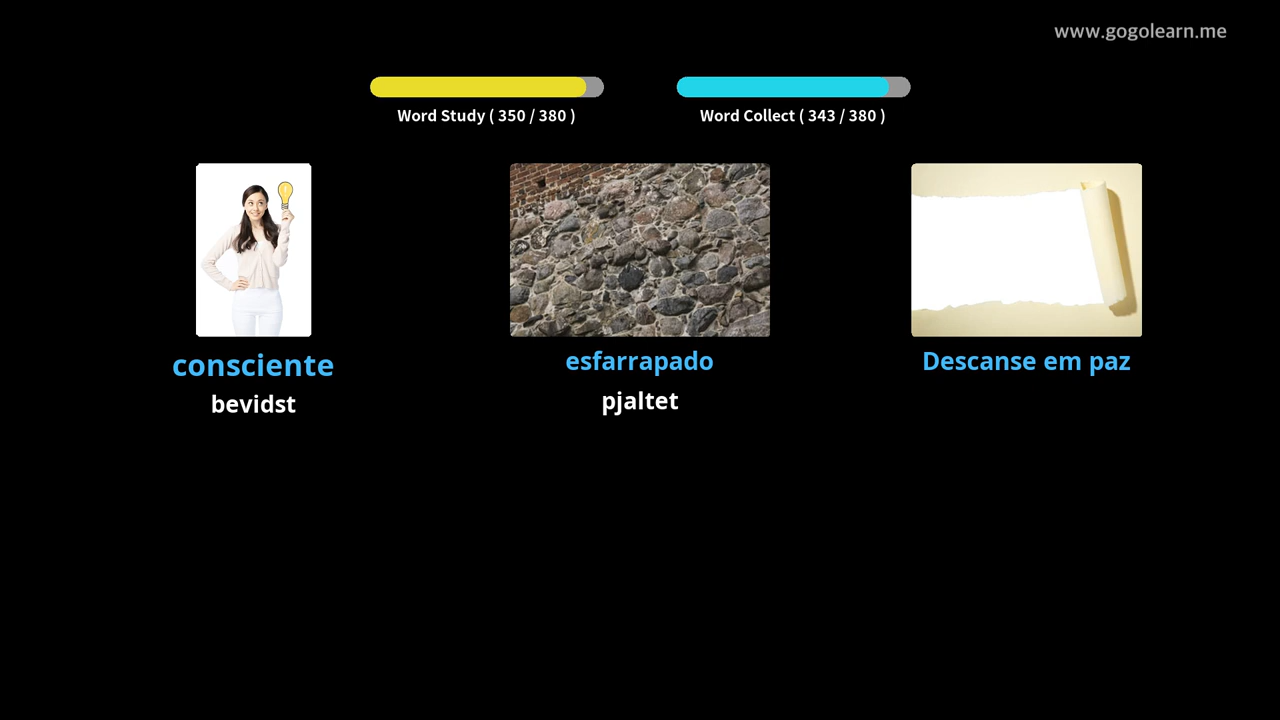 www.gogolearn.me
Word Study ( 350 / 380 )
Word Collect ( 343 / 380 )
consciente
bevidst
esfarrapado
pjaltet
Descanse em paz